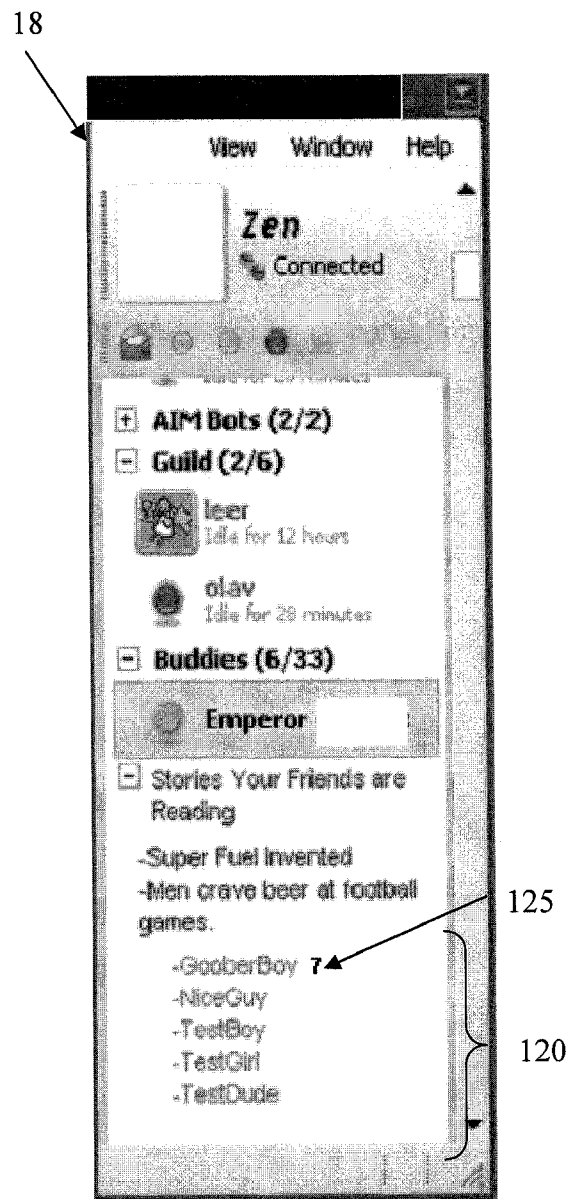 18
View Window Help
Zen
Connected
AIM Bots (2/2)
Guild (2/6)
leer
Idle for 12 hours
olav
Idle for 28 minutes
Buddies (6/33)
Emperor
Stories Your Friends are
Reading
-Super Fuel Invented
-Men crave beer at football
games.
125
-GooberBoy 7
-NiceGuy
-TestBoy
120
-TestGirl
-TestDude